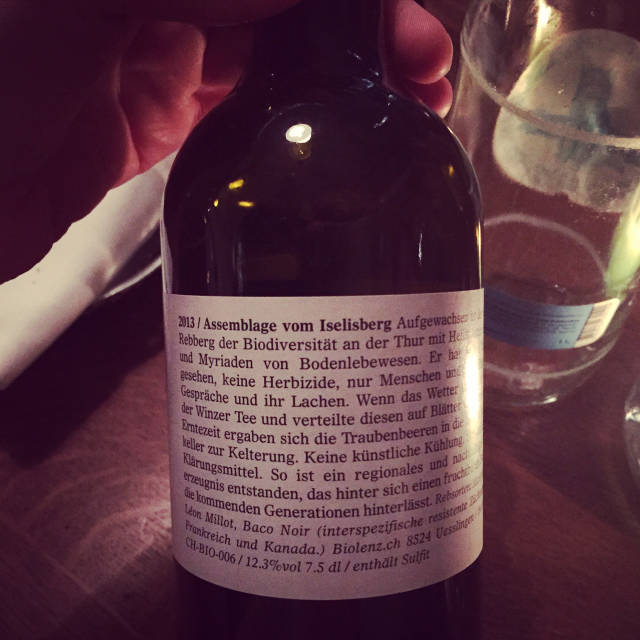 2013 / Assemblage vom Iselisberg Aufgewachsen
Rebberg der Biodiversität an der Thur mit
und Myriaden von Bodenlebewesen. Er
gesehen, keine Herbizide, nur Menschen und
Gespräche und ihr Lachen. Wenn das Wetter
der Winzer Tee und verteilte diesen auf Blätter
Erntezeit ergaben sich die Traubenbeeren in die
keller zur Kelterung. Keine künstliche Kühlung,
Klärungsmittel. So ist ein regionales und
erzeugnis entstanden, das hinter sich einen
die kommenden Generationen hinterlässt. Rebsorten:
Léon Millot, Baco Noir (interspezifische resistente
Frankreich und Kanada.) Biolenz.ch 8524 Uesslingen
CH-BIO-006 / 12.3%vol 7.5 dl / enthält Sulfit